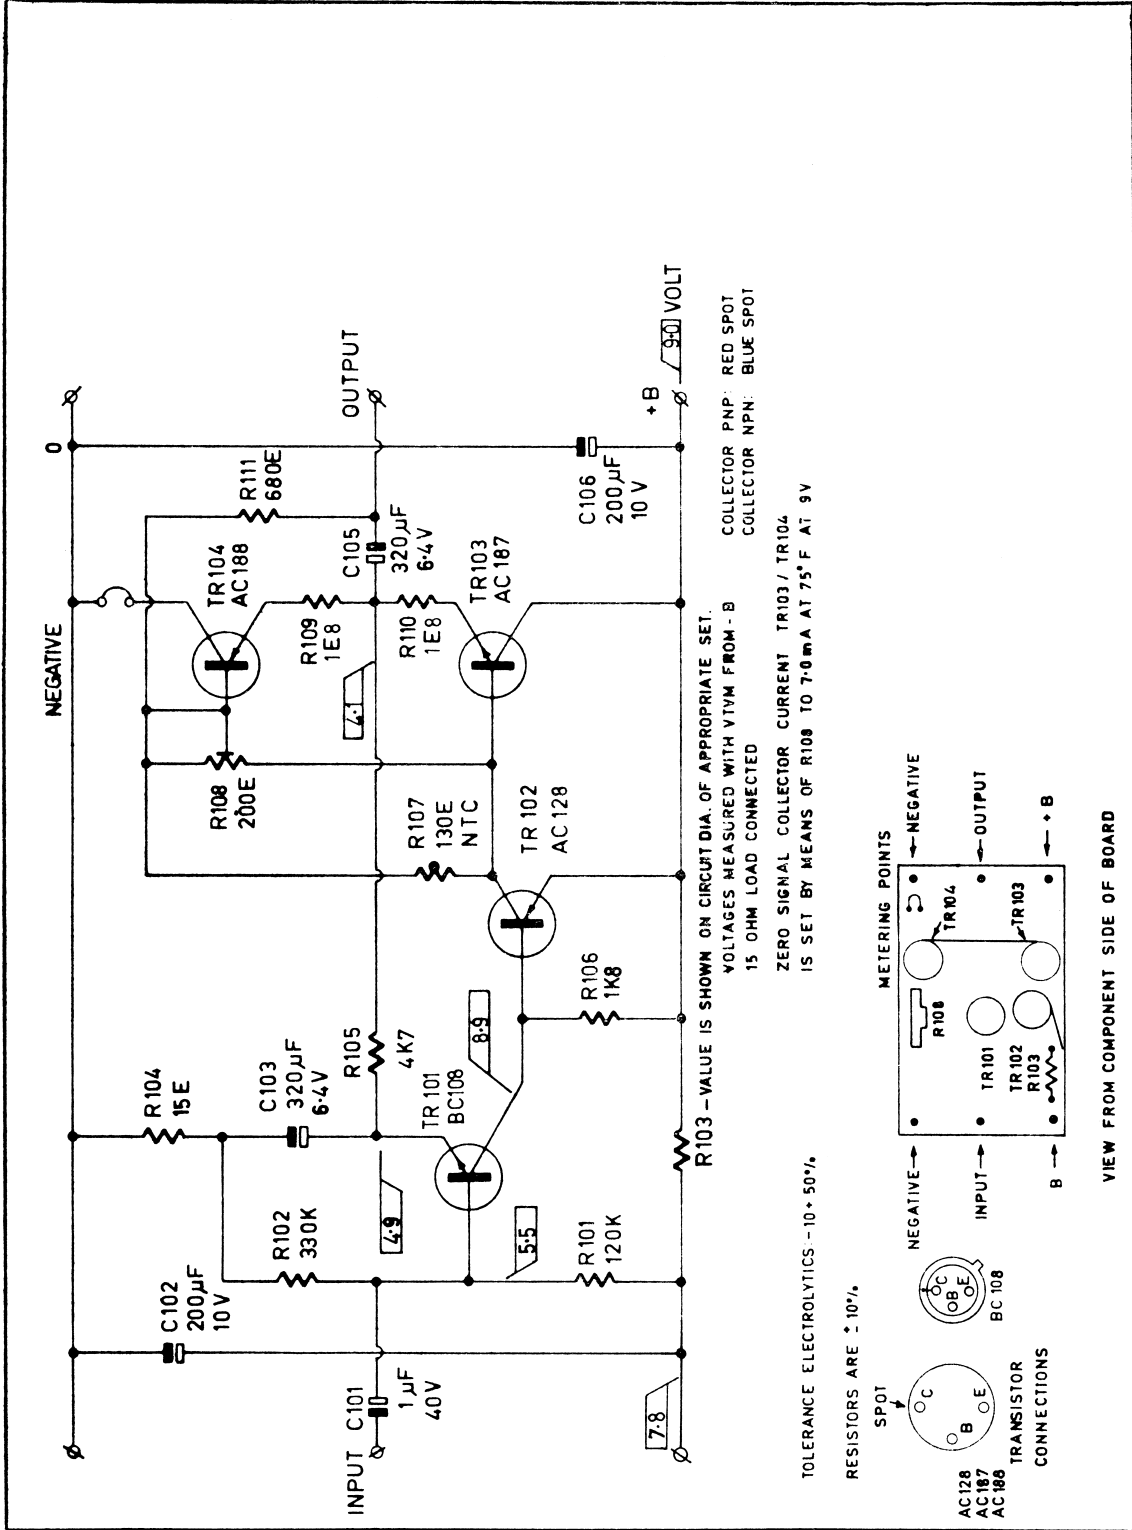 NEGATIVE
0
R104
15E
C102
200µF
10V
R102
330K
C103
320µF
6·4V
R108
200E
TR104
AC188
R111
680E
R109
1E8
C105
320µF
6·4V
OUTPUT
INPUT
C101
1µF
40V
4·9
R105
4K7
4·1
R110
1E8
TR103
AC187
R107
130E
NTC
TR101
BC108
8·9
TR102
AC128
5·5
R101
120K
R106
1K8
C106
200µF
10V
+B
9·0 VOLT
7·8
R103 – VALUE IS SHOWN ON CIRCUIT DIA. OF APPROPRIATE SET.
VOLTAGES MEASURED WITH VTVM FROM - B
15 OHM LOAD CONNECTED
COLLECTOR PNP: RED SPOT
COLLECTOR NPN: BLUE SPOT
ZERO SIGNAL COLLECTOR CURRENT TR103 / TR104
IS SET BY MEANS OF R108 TO 7·0mA AT 75°F AT 9V
TOLERANCE ELECTROLYTICS:-10+50%
RESISTORS ARE ±10%
SPOT
C
B
E
AC128
AC187
AC188
TRANSISTOR
CONNECTIONS
C
B
E
BC108
METERING POINTS
NEGATIVE
INPUT
B
R108
TR104
TR101
TR102
R103
TR103
NEGATIVE
OUTPUT
+B
VIEW FROM COMPONENT SIDE OF BOARD